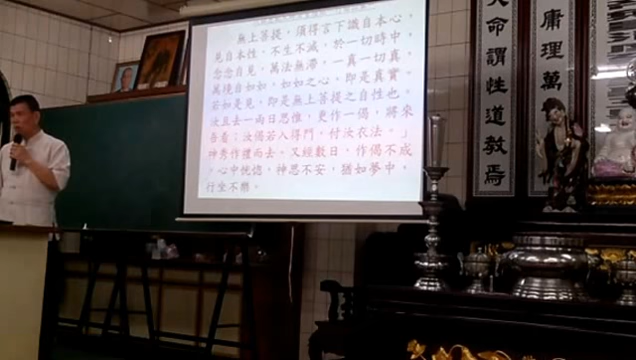 無上菩提，須得言下識自本心，
見自本性，不生不滅，於一切時中，
念念自見，萬法無滯，一真一切真。
萬境自如如，如如之心，即是真實。
若如是見，即是無上菩提之自性也。
汝且去一兩日思惟，更作一偈，將來
吾看；汝偈若入得門，付汝衣法。」
神秀作禮而去。又經數日，作偈不成
，心中恍惚，神思不安，猶如夢中，
行坐不樂。
天命謂性道教焉
庸理萬